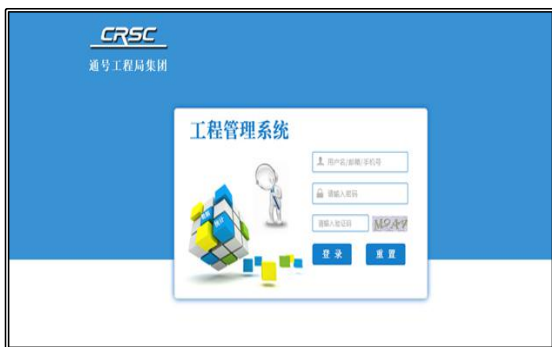 CRSC
通号工程局集团
工程管理系统
用户名/邮箱/手机号
请输入密码
请输入验证码
登录
重置